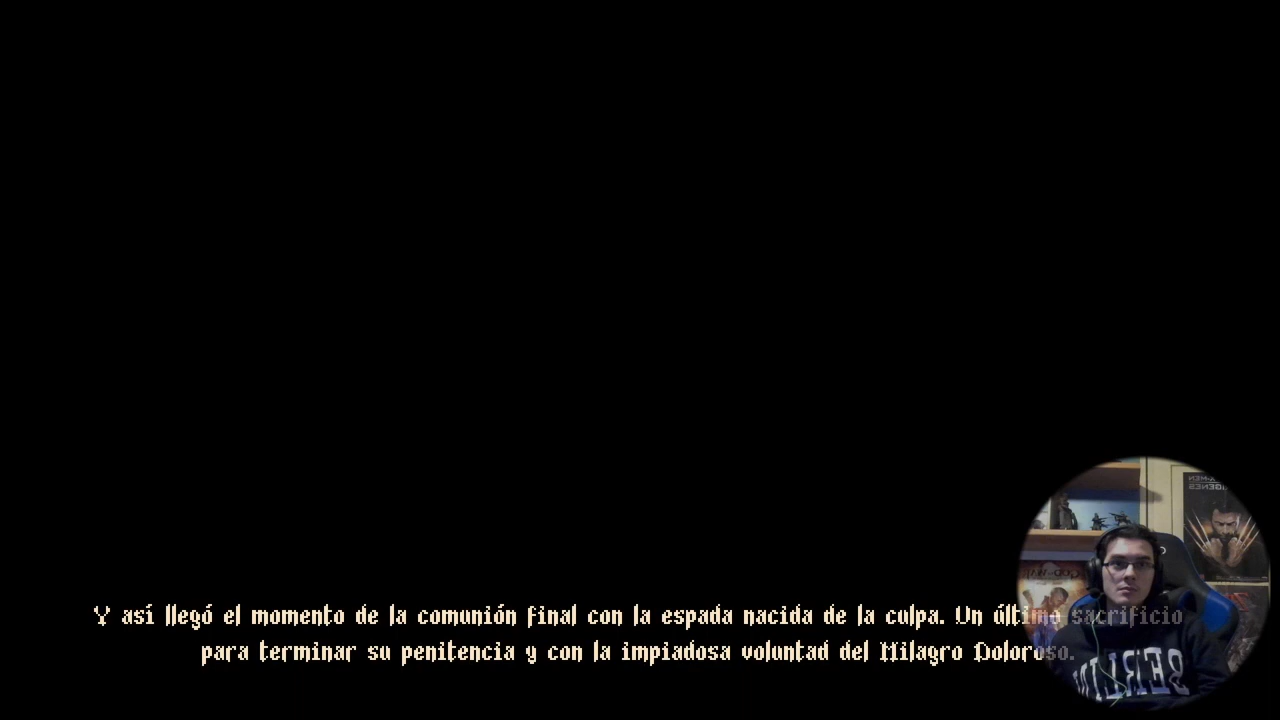 Y así llegó el momento de la comunión final con la espada nacida de la culpa. Un último sacrificio
para terminar su penitencia y con la impiadosa voluntad del Milagro Doloroso.
BERLIN